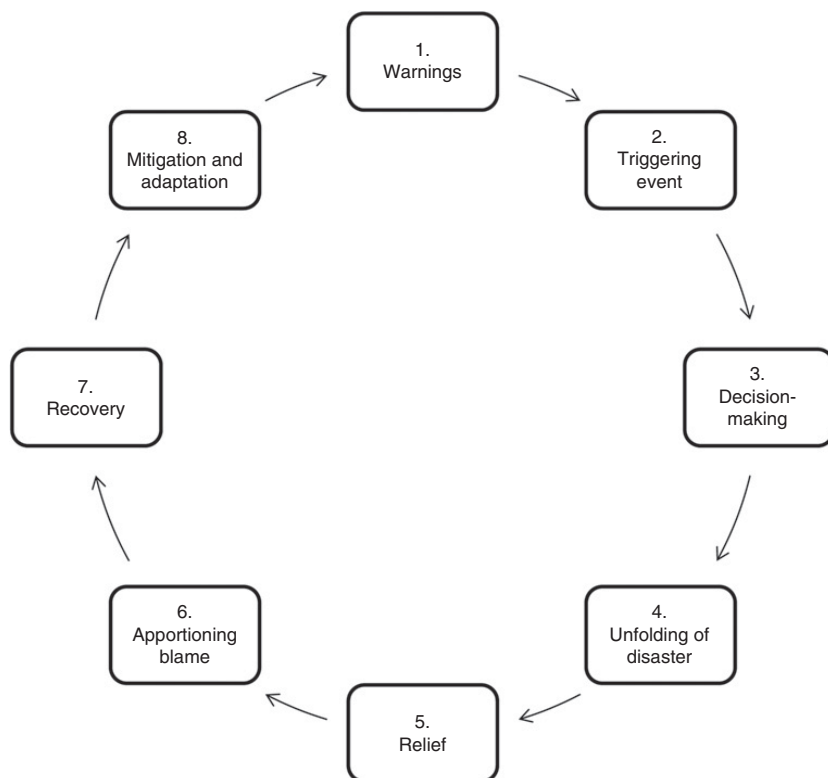 1.
Warnings
2.
Triggering
event
3.
Decision-
making
4.
Unfolding of
disaster
5.
Relief
6.
Apportioning
blame
7.
Recovery
8.
Mitigation and
adaptation